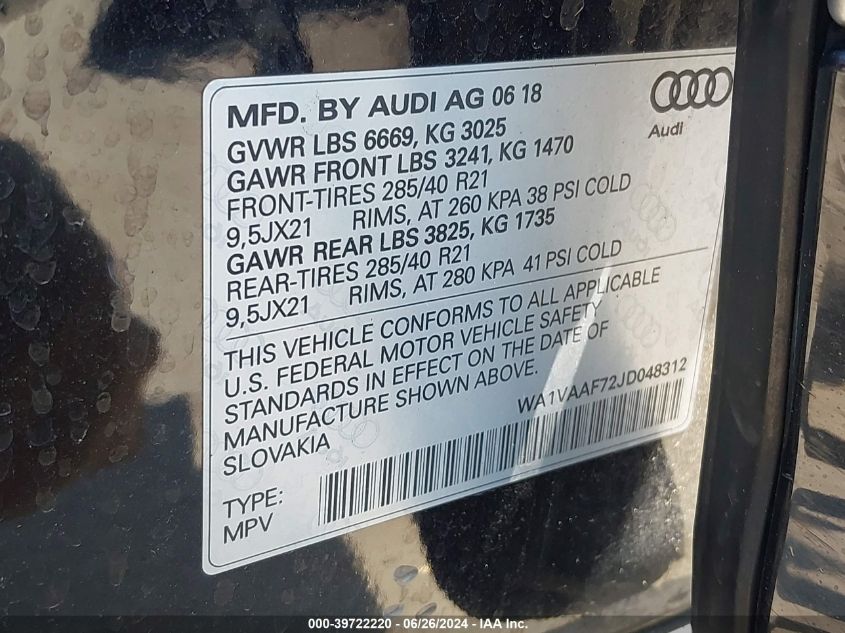 MFD. BY AUDI AG 06 18
GVWR LBS 6669, KG 3025
GAWR FRONT LBS 3241, KG 1470
FRONT-TIRES 285/40 R21
9,5JX21 RIMS, AT 260 KPA 38 PSI COLD
GAWR REAR LBS 3825, KG 1735
REAR-TIRES 285/40 R21
9,5JX21 RIMS, AT 280 KPA 41 PSI COLD
Audi
THIS VEHICLE CONFORMS TO ALL APPLICABLE
U.S. FEDERAL MOTOR VEHICLE SAFETY
STANDARDS IN EFFECT ON THE DATE OF
MANUFACTURE SHOWN ABOVE.
SLOVAKIA
WA1VAAF72JD048312
TYPE:
MPV
000-39722220 - 06/26/2024 - IAA Inc.